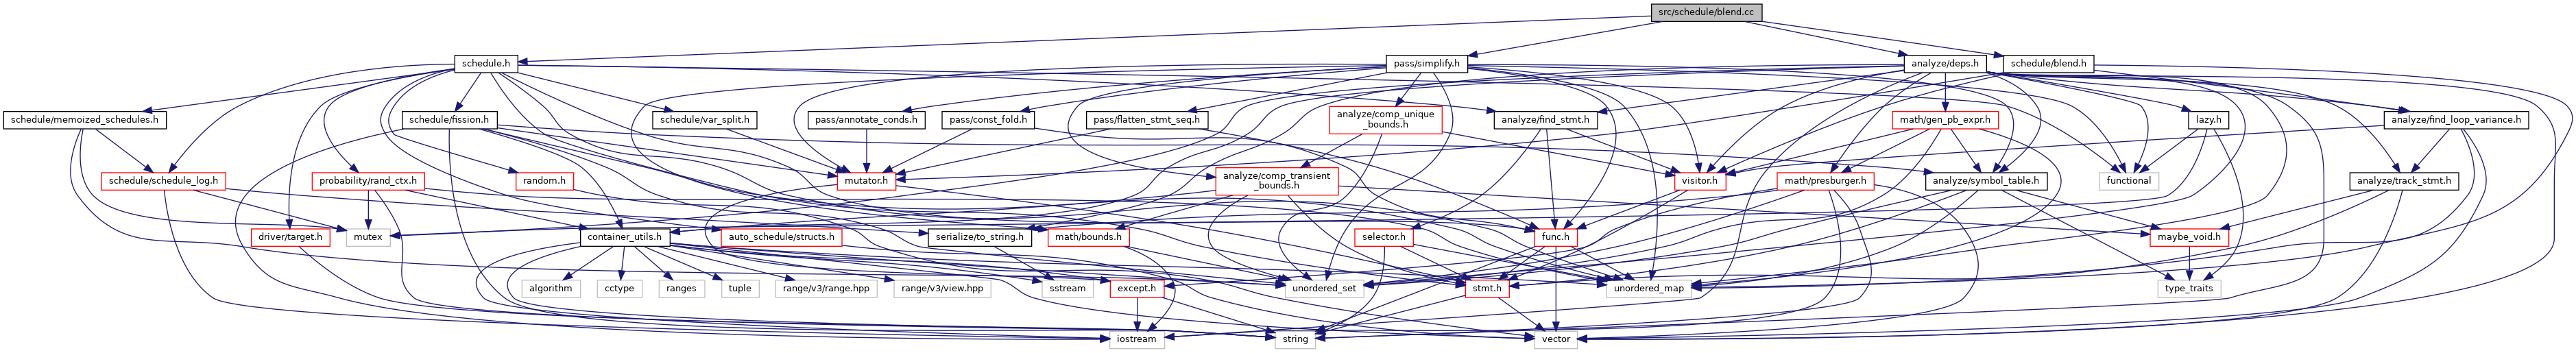 src/schedule/blend.cc
schedule.h
pass/simplify.h
analyze/deps.h
schedule/blend.h
schedule/memoized_schedules.h
schedule/fission.h
schedule/var_split.h
pass/annotate_conds.h
pass/const_fold.h
pass/flatten_stmt_seq.h
analyze/comp_unique
_bounds.h
analyze/find_stmt.h
math/gen_pb_expr.h
lazy.h
analyze/find_loop_variance.h
schedule/schedule_log.h
probability/rand_ctx.h
random.h
mutator.h
analyze/comp_transient
_bounds.h
visitor.h
math/presburger.h
analyze/symbol_table.h
functional
analyze/track_stmt.h
driver/target.h
mutex
container_utils.h
auto_schedule/structs.h
serialize/to_string.h
math/bounds.h
selector.h
func.h
maybe_void.h
algorithm
cctype
ranges
tuple
range/v3/range.hpp
range/v3/view.hpp
sstream
except.h
unordered_set
stmt.h
unordered_map
type_traits
iostream
string
vector